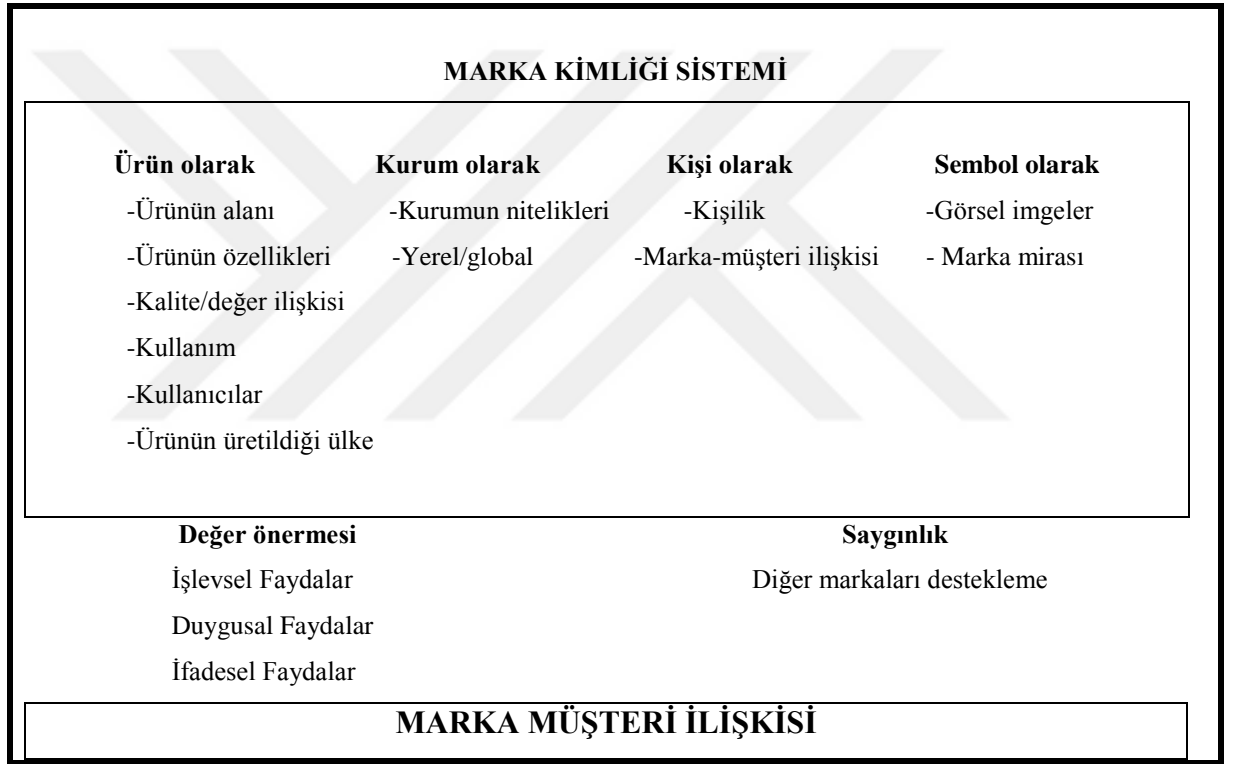 MARKA KİMLİĞİ SİSTEMİ
Ürün olarak Kurum olarak Kişi olarak Sembol olarak
-Ürünün alanı -Kurumun nitelikleri -Kişilik -Görsel imgeler
-Ürünün özellikleri -Yerel/global -Marka-müşteri ilişkisi - Marka mirası
-Kalite/değer ilişkisi
-Kullanım
-Kullanıcılar
-Ürünün üretildiği ülke
Değer önermesi Saygınlık
İşlevsel Faydalar Diğer markaları destekleme
Duygusal Faydalar
İfadesel Faydalar
MARKA MÜŞTERİ İLİŞKİSİ